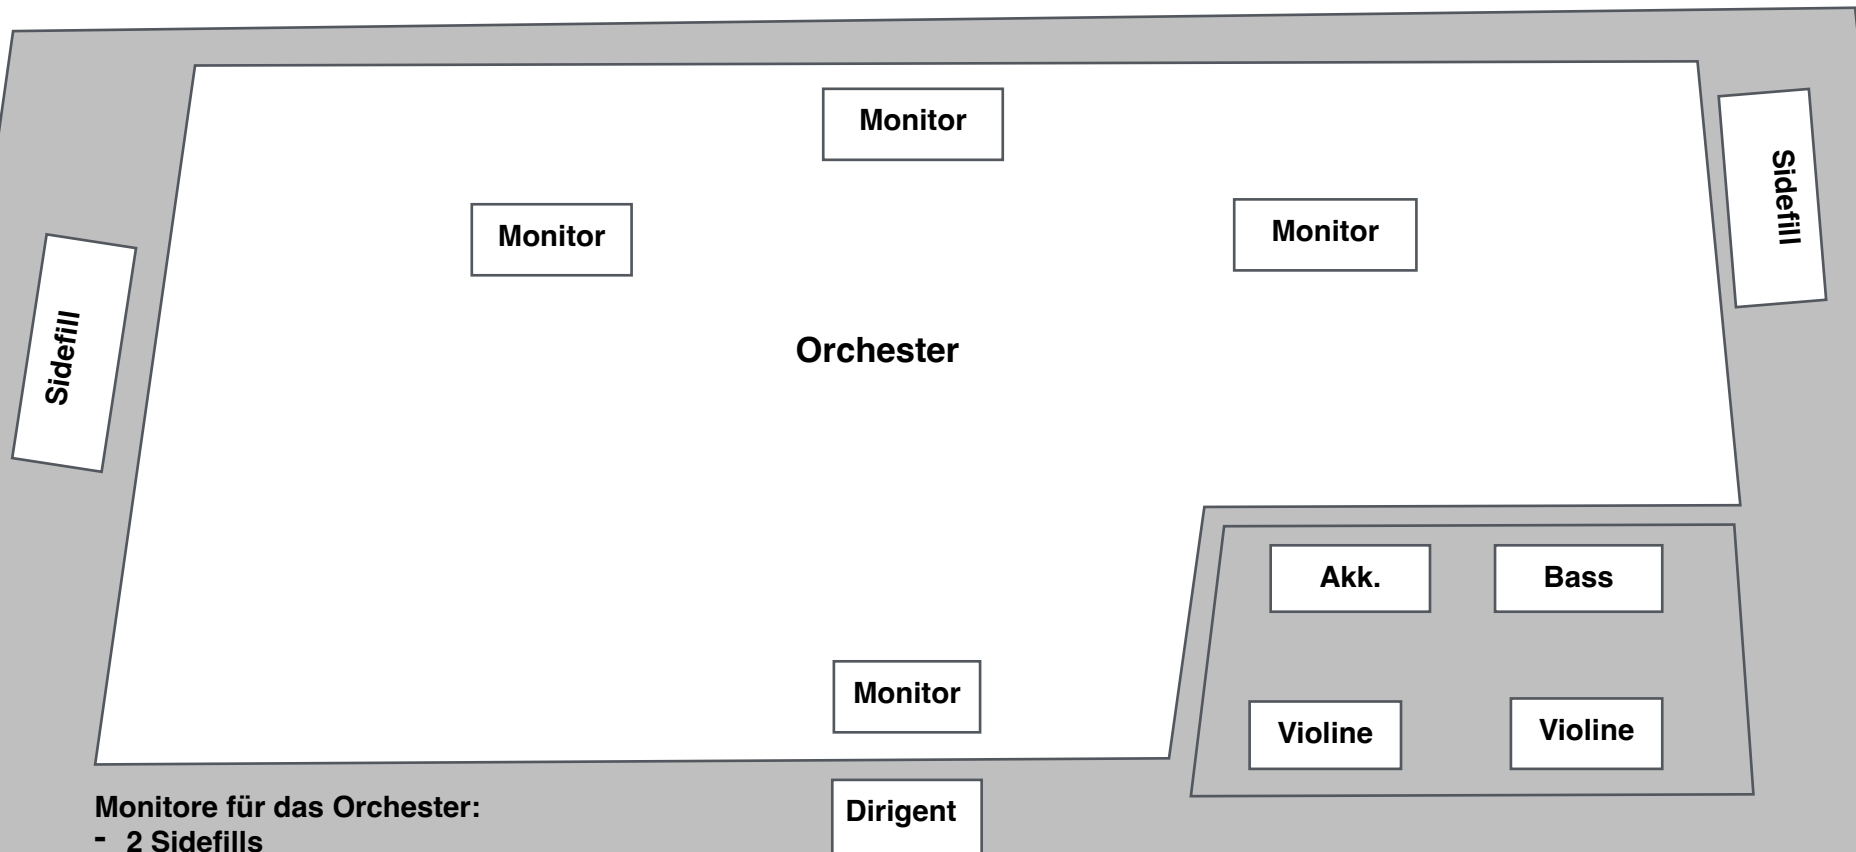 Monitor
Monitor
Monitor
Sidefill
Sidefill
Orchester
Akk.
Bass
Monitor
Violine
Violine
Dirigent
Monitore für das Orchester:
- 2 Sidefills